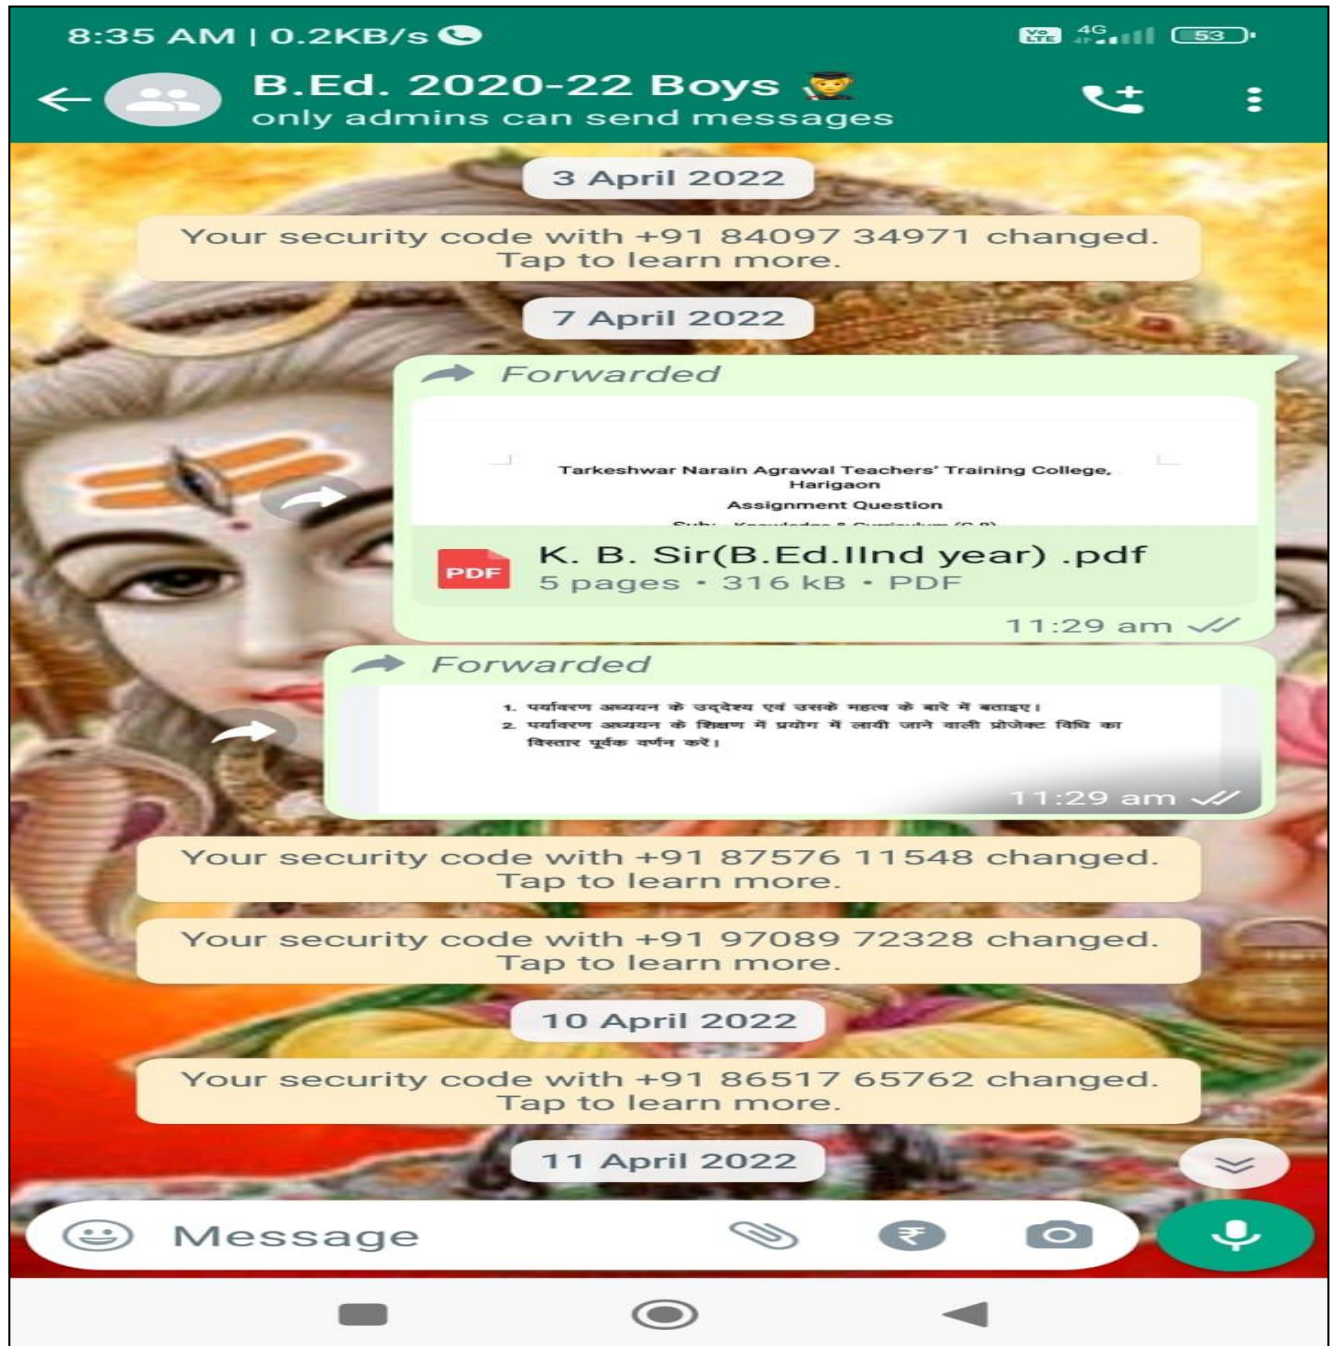 8:35 AM | 0.2KB/s
Vo LTE 4G 53
B.Ed. 2020-22 Boys
only admins can send messages
3 April 2022
Your security code with +91 84097 34971 changed.
Tap to learn more.
7 April 2022
Forwarded
Tarkeshwar Narain Agrawal Teachers' Training College,
Harigaon
Assignment Question
Sub: Knowledge & Curriculum (C-8)
PDF
K. B. Sir(B.Ed.IInd year) .pdf
5 pages • 316 kB • PDF
11:29 am
Forwarded
1. पर्यावरण अध्ययन के उद्देश्य एवं उसके महत्व के बारे में बताइए।
2. पर्यावरण अध्ययन के शिक्षण में प्रयोग में लायी जाने वाली प्रोजेक्ट विधि का
विस्तार पूर्वक वर्णन करें।
11:29 am
Your security code with +91 87576 11548 changed.
Tap to learn more.
Your security code with +91 97089 72328 changed.
Tap to learn more.
10 April 2022
Your security code with +91 86517 65762 changed.
Tap to learn more.
11 April 2022
Message
₹